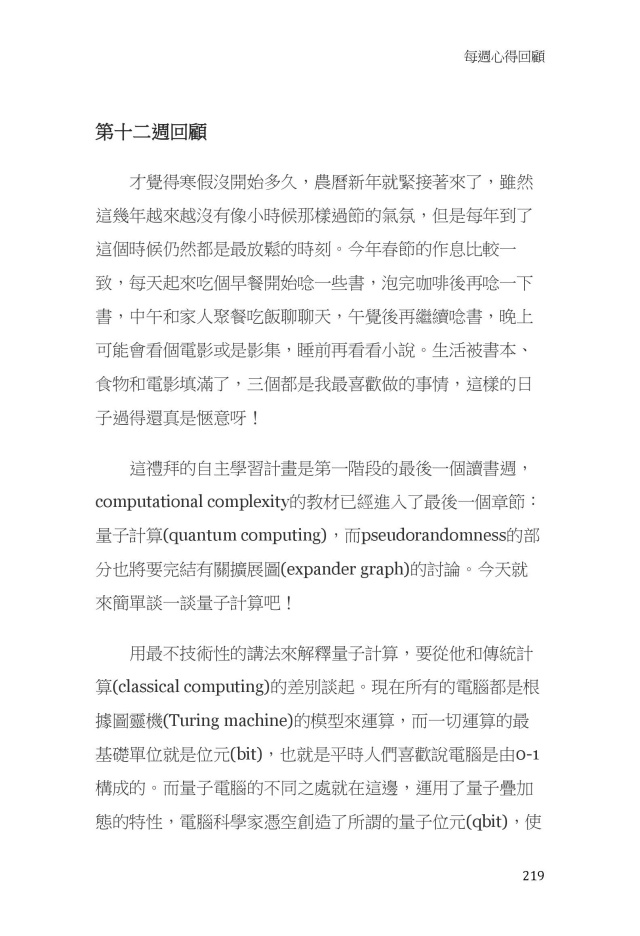 每週心得回顧
第十二週回顧
才覺得寒假沒開始多久，農曆新年就緊接著來了，雖然
這幾年越來越沒有像小時候那樣過節的氣氛，但是每年到了
這個時候仍然都是最放鬆的時刻。今年春節的作息比較一
致，每天起來吃個早餐開始唸一些書，泡完咖啡後再唸一下
書，中午和家人聚餐吃飯聊聊天，午覺後再繼續唸書，晚上
可能會看個電影或是影集，睡前再看看小說。生活被書本、
食物和電影填滿了，三個都是我最喜歡做的事情，這樣的日
子過得還真是愜意呀！
這禮拜的自主學習計畫是第一階段的最後一個讀書週，
computational complexity的教材已經進入了最後一個章節：
量子計算(quantum computing)，而pseudorandomness的部
分也將要完結有關擴展圖(expander graph)的討論。今天就
來簡單談一談量子計算吧！
用最不技術性的講法來解釋量子計算，要從他和傳統計
算(classical computing)的差別談起。現在所有的電腦都是根
據圖靈機(Turing machine)的模型來運算，而一切運算的最
基礎單位就是位元(bit)，也就是平時人們喜歡說電腦是由0-1
構成的。而量子電腦的不同之處就在這邊，運用了量子疊加
態的特性，電腦科學家憑空創造了所謂的量子位元(qbit)，使
219